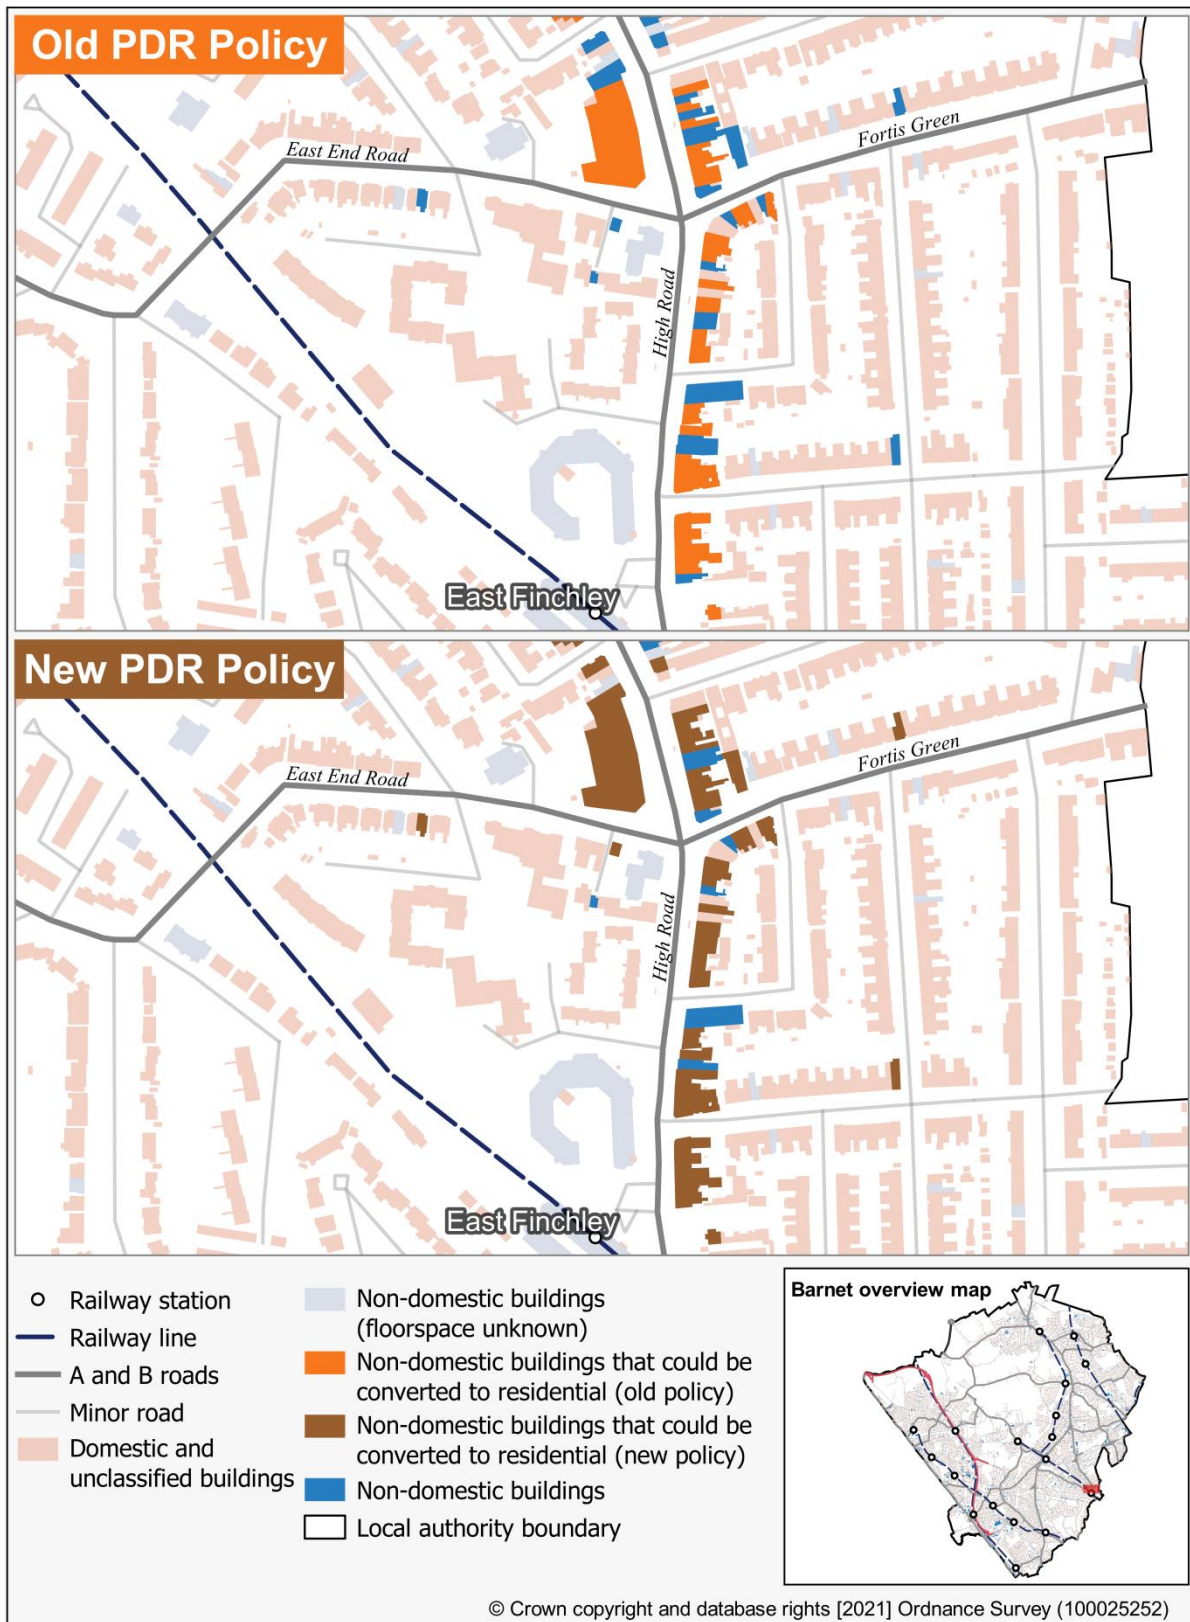 Old PDR Policy
East End Road
Fortis Green
High Road
East Finchley
New PDR Policy
East End Road
Fortis Green
High Road
East Finchley
Railway station
Railway line
A and B roads
Minor road
Domestic and
unclassified buildings
Non-domestic buildings
(floorspace unknown)
Non-domestic buildings that could be
converted to residential (old policy)
Non-domestic buildings that could be
converted to residential (new policy)
Non-domestic buildings
Local authority boundary
Barnet overview map
© Crown copyright and database rights [2021] Ordnance Survey (100025252)